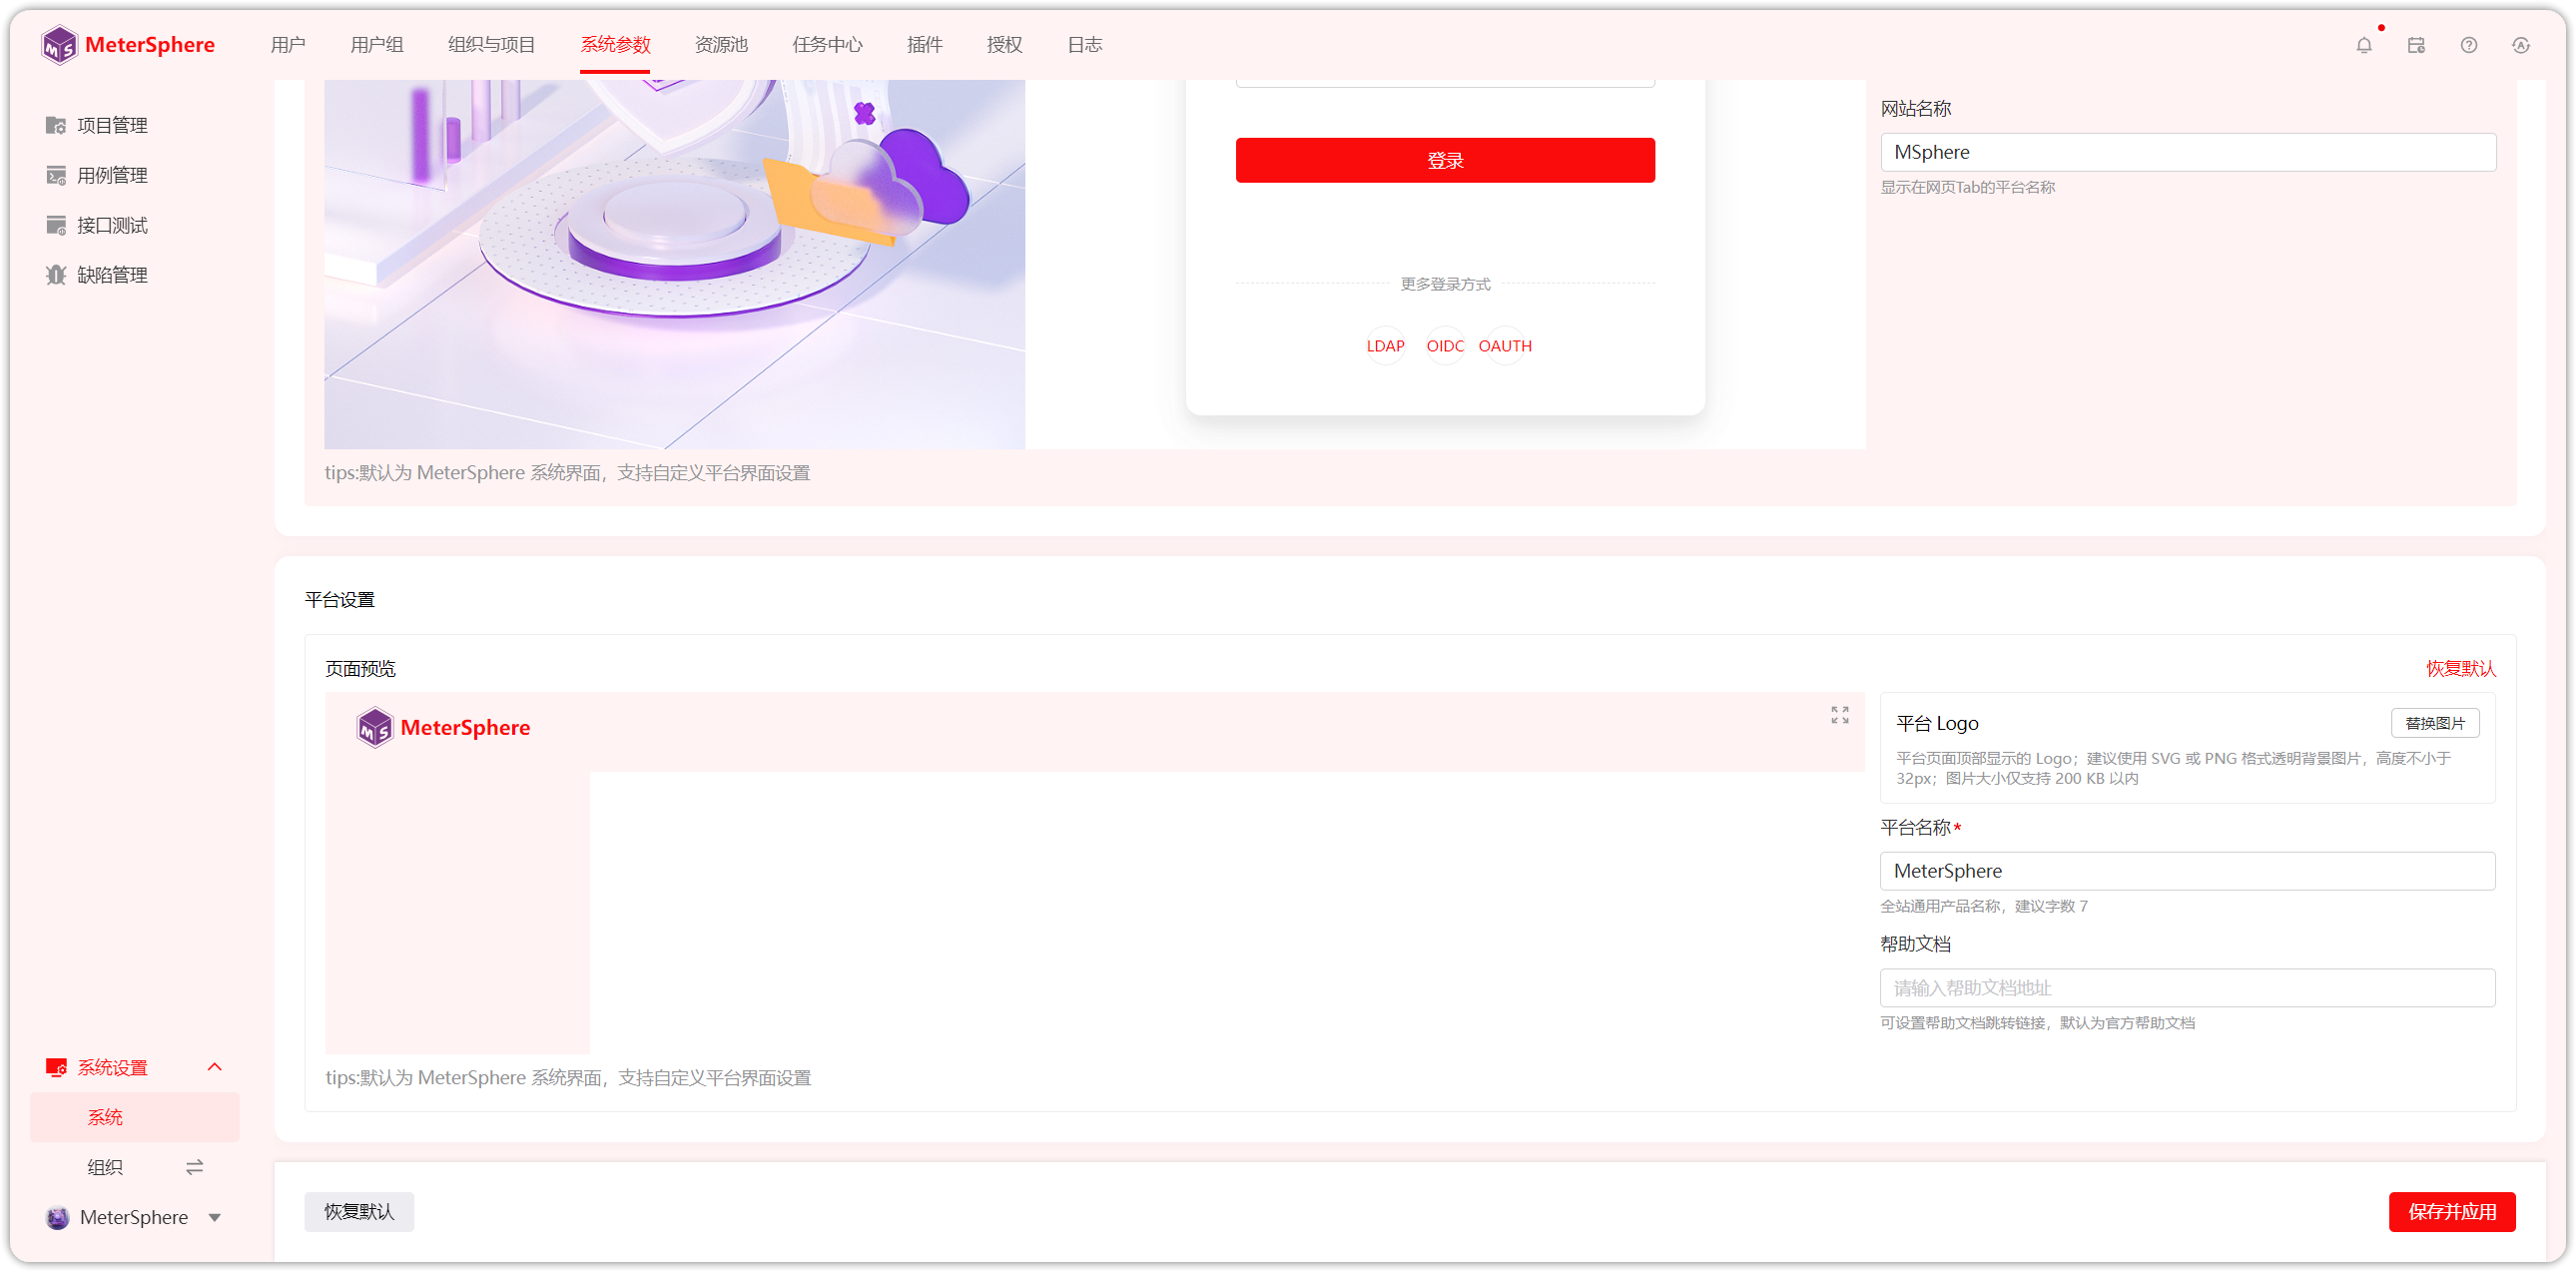 MeterSphere
用户
用户组
组织与项目
系统参数
资源池
任务中心
插件
授权
日志
项目管理
用例管理
接口测试
缺陷管理
登录
更多登录方式
LDAP
OIDC
OAUTH
网站名称
MSphere
显示在网页Tab的平台名称
tips:默认为 MeterSphere 系统界面，支持自定义平台界面设置
平台设置
页面预览
恢复默认
MeterSphere
平台 Logo
替换图片
平台页面顶部显示的 Logo；建议使用 SVG 或 PNG 格式透明背景图片，高度不小于
32px；图片大小仅支持 200 KB 以内
平台名称*
MeterSphere
全站通用产品名称，建议字数 7
帮助文档
请输入帮助文档地址
可设置帮助文档跳转链接，默认为官方帮助文档
tips:默认为 MeterSphere 系统界面，支持自定义平台界面设置
系统设置
系统
组织
MeterSphere
恢复默认
保存并应用